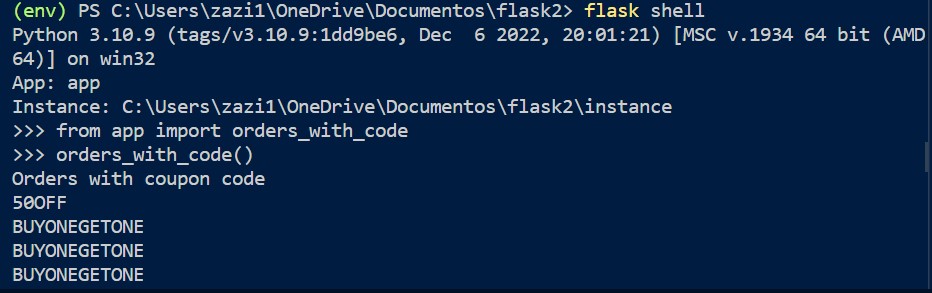 (env) PS C:\Users\zazi1\OneDrive\Documentos\flask2> flask shell
Python 3.10.9 (tags/v3.10.9:1dd9be6, Dec  6 2022, 20:01:21) [MSC v.1934 64 bit (AMD
64)] on win32
App: app
Instance: C:\Users\zazi1\OneDrive\Documentos\flask2\instance
>>> from app import orders_with_code
>>> orders_with_code()
Orders with coupon code
50OFF
BUYONEGETONE
BUYONEGETONE
BUYONEGETONE